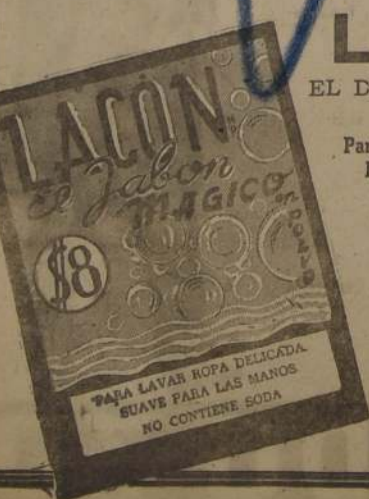 LACON
El Jabon
MAGICO
EN POLVO
$8
PARA LAVAR ROPA DELICADA.
SUAVE PARA LAS MANOS
NO CONTIENE SODA
L
EL D
Par